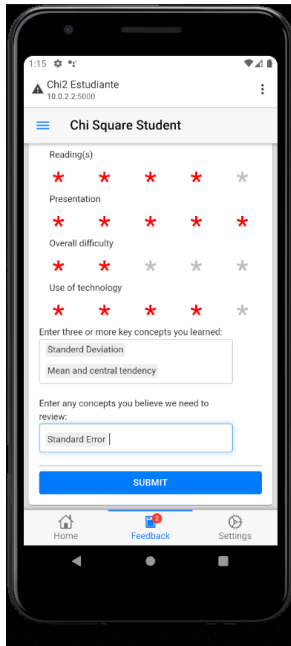 1:15
Chi2 Estudiante
10.0.2.2:5000
Chi Square Student
Reading(s)
Presentation
Overall difficulty
Use of technology
Enter three or more key concepts you learned:
Standerd Deviation
Mean and central tendency
Enter any concepts you believe we need to
review:
Standard Error
SUBMIT
2
Home Feedback Settings